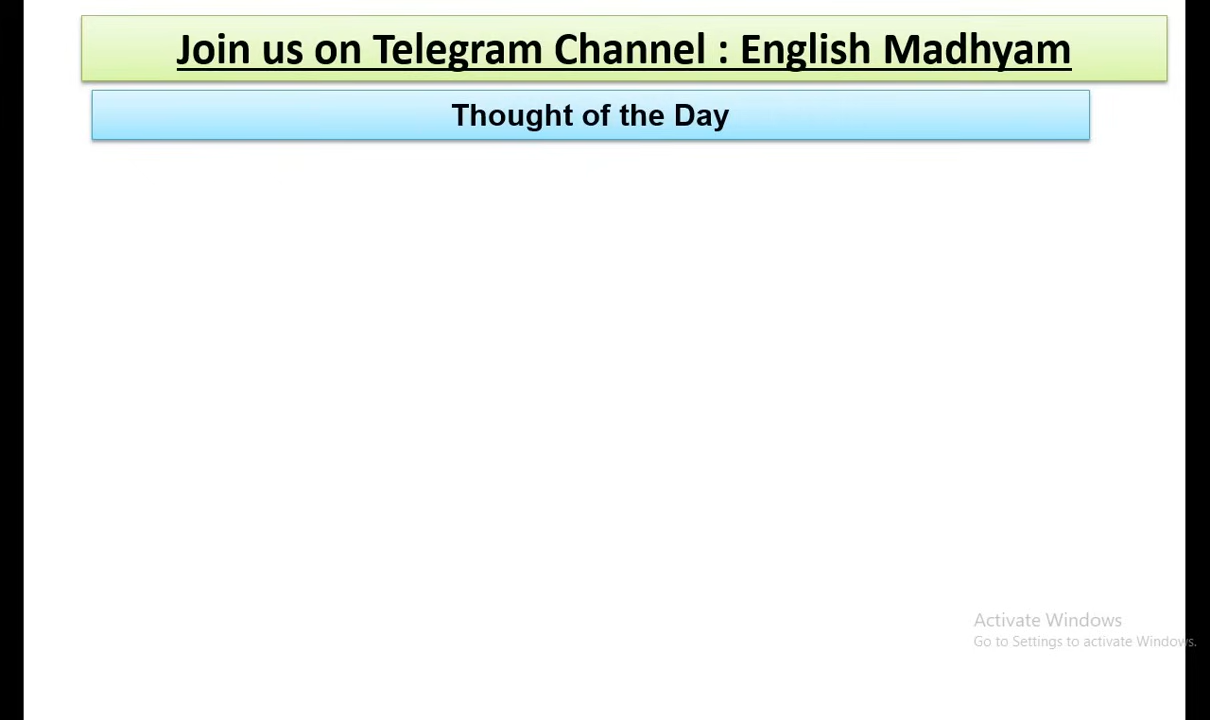 Join us on Telegram Channel : English Madhyam
Thought of the Day
Activate Windows
Go to Settings to activate Windows.